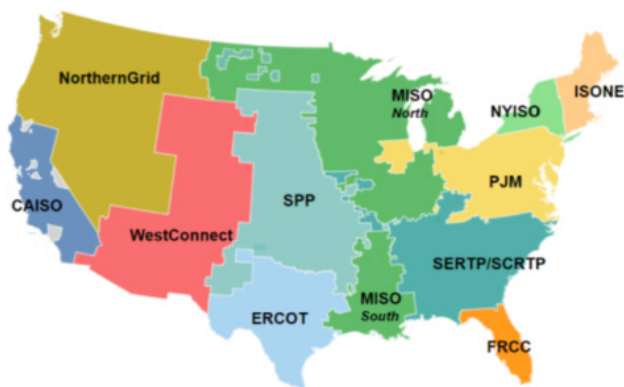 NorthernGrid
MISO
North
ISONE
NYISO
PJM
CAISO
SPP
WestConnect
SERTP/SCRTP
MISO
South
ERCOT
FRCC